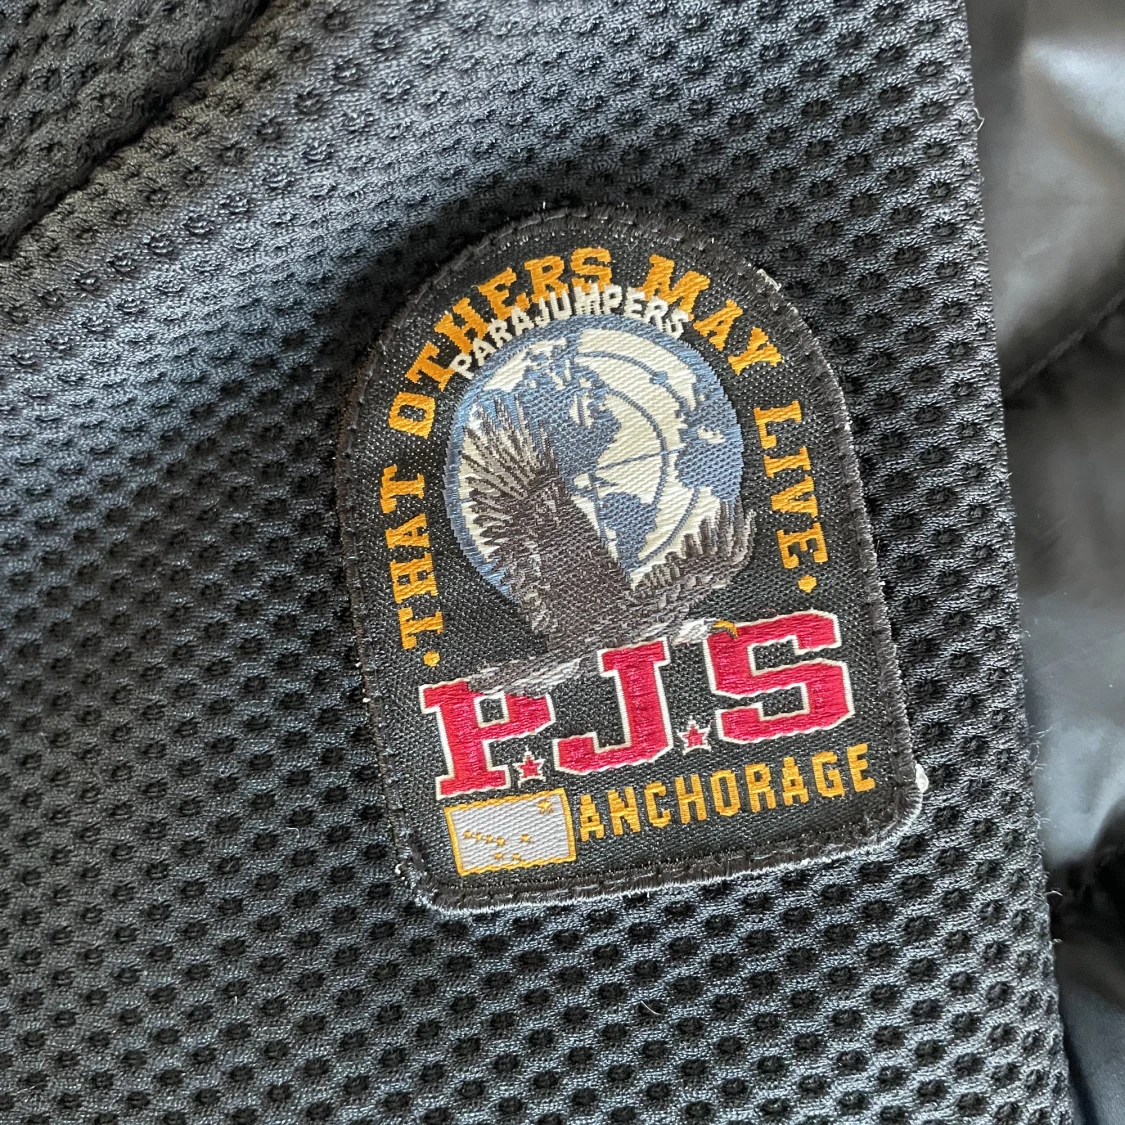 ·THAT OTHERS MAY LIVE·
PARAJUMPERS
P.J.S
ANCHORAGE